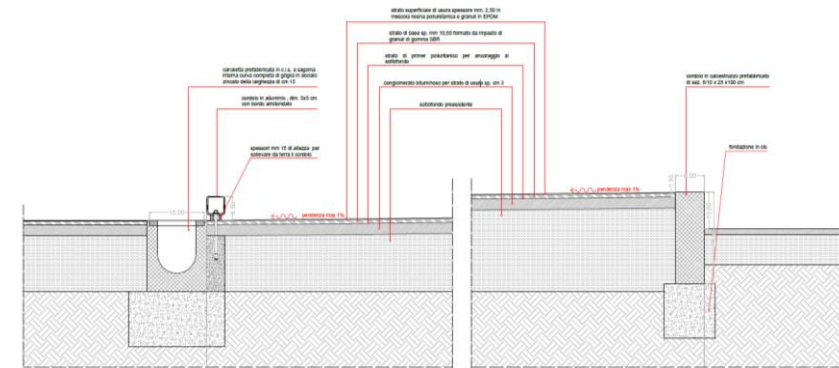 strato superficiale di usura spessore mm. 2,50 in
miscela resina poliuretanica e granuli in EPDM
strato di base sp. mm 10,50 formato da impasto di
granuli di gomma SBR
strato di primer poliuretanico per ancoraggio al
sottofondo
conglomerato bituminoso per strato di usura sp. cm 3
sottofondo preesistente
canaletta prefabbricata in c.l.s. a sagoma
interna curva completa di griglia in acciaio
zincato della larghezza di cm 15
cordolo in alluminio , dim. 5x5 cm
con bordo arrotondato
spessori mm 15 di altezza per
sollevare da terra il cordolo
cordolo in calcestruzzo prefabbricato
di sez. 8/10 x 25 x100 cm
fondazione in cls
pendenza max 1%
pendenza max 1%
15.00